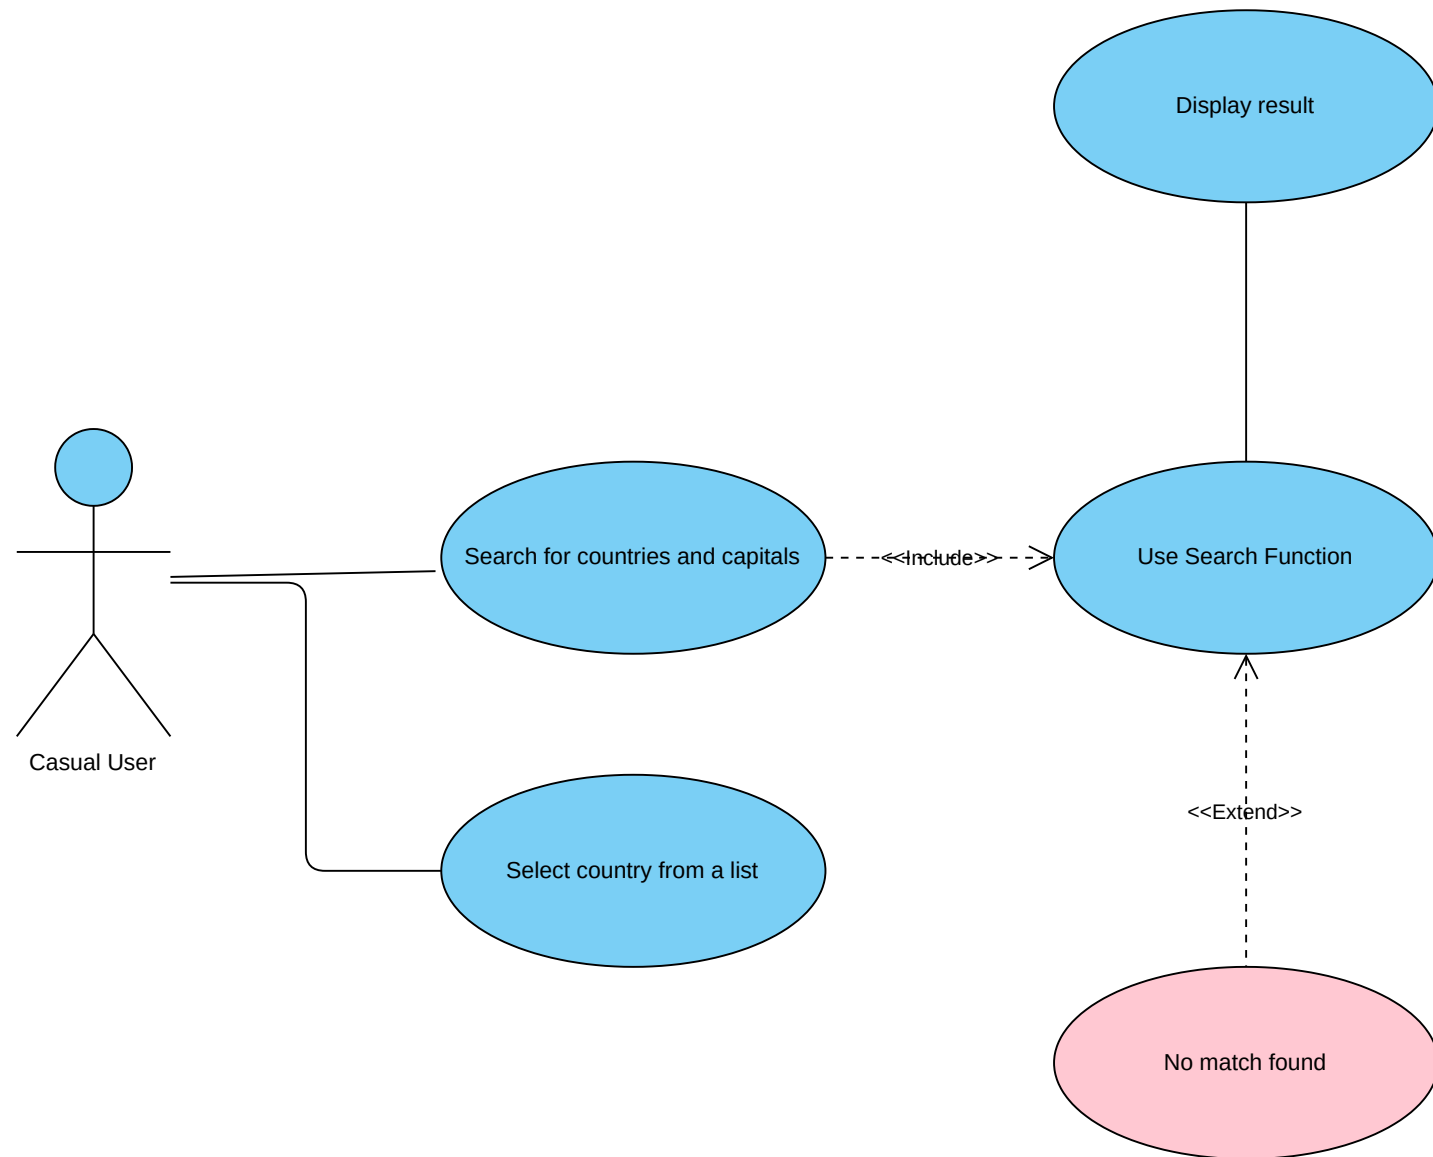 Display result
Search for countries and capitals
<<Include>>
Use Search Function
Casual User
<<Extend>>
Select country from a list
No match found